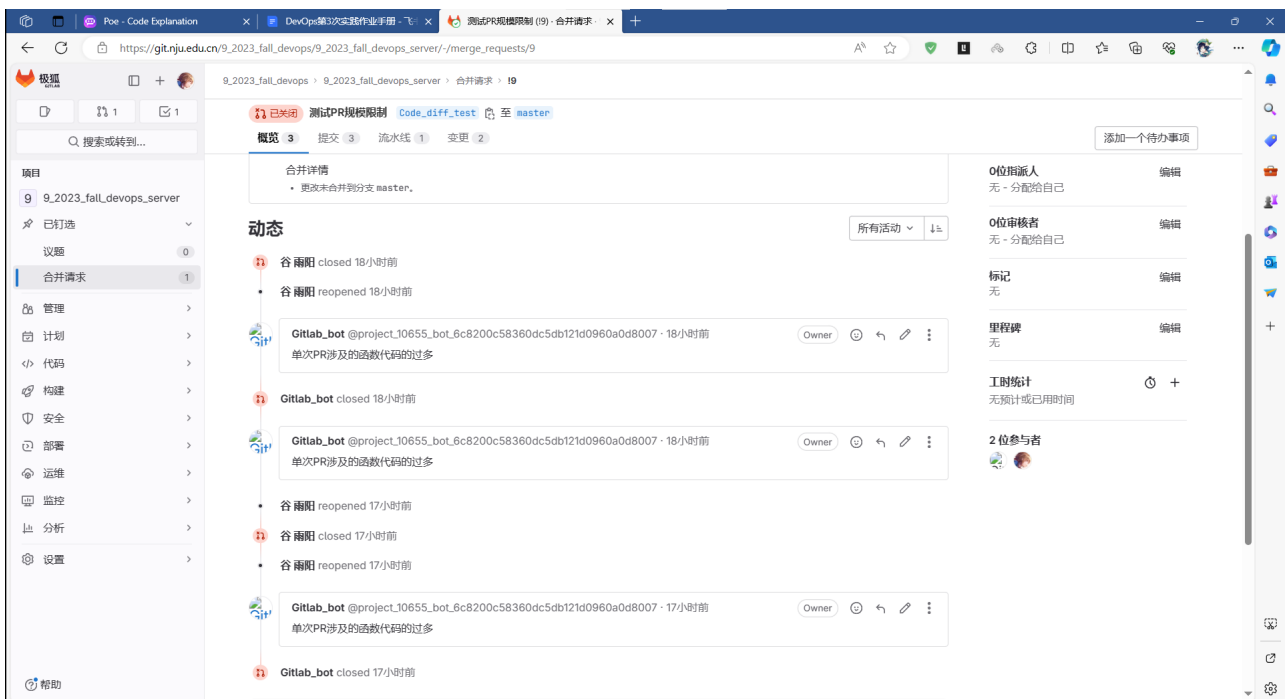 Poe - Code Explanation
DevOps第3次实践作业手册 - 飞
测试PR规模限制 (!9) · 合并请求 ·
https://git.nju.edu.cn/9_2023_fall_devops/9_2023_fall_devops_server/-/merge_requests/9
极狐
GITLAB
1
1
搜索或转到...
项目
9 9_2023_fall_devops_server
已钉选
议题 0
合并请求 1
管理
计划
代码
构建
安全
部署
运维
监控
分析
设置
帮助
9_2023_fall_devops › 9_2023_fall_devops_server › 合并请求 › !9
已关闭 测试PR规模限制 Code_diff_test 至 master
概览 3 提交 3 流水线 1 变更 2
添加一个待办事项
合并详情
• 更改未合并到分支 master。
动态
所有活动
谷 雨阳 closed 18小时前
谷 雨阳 reopened 18小时前
Gitlab_bot @project_10655_bot_6c8200c58360dc5db121d0960a0d8007 · 18小时前 Owner
单次PR涉及的函数代码的过多
Gitlab_bot closed 18小时前
Gitlab_bot @project_10655_bot_6c8200c58360dc5db121d0960a0d8007 · 18小时前 Owner
单次PR涉及的函数代码的过多
谷 雨阳 reopened 17小时前
谷 雨阳 closed 17小时前
谷 雨阳 reopened 17小时前
Gitlab_bot @project_10655_bot_6c8200c58360dc5db121d0960a0d8007 · 17小时前 Owner
单次PR涉及的函数代码的过多
Gitlab_bot closed 17小时前
0位指派人 编辑
无 - 分配给自己
0位审核者 编辑
无 - 分配给自己
标记 编辑
无
里程碑 编辑
无
工时统计
无预计或已用时间
2 位参与者